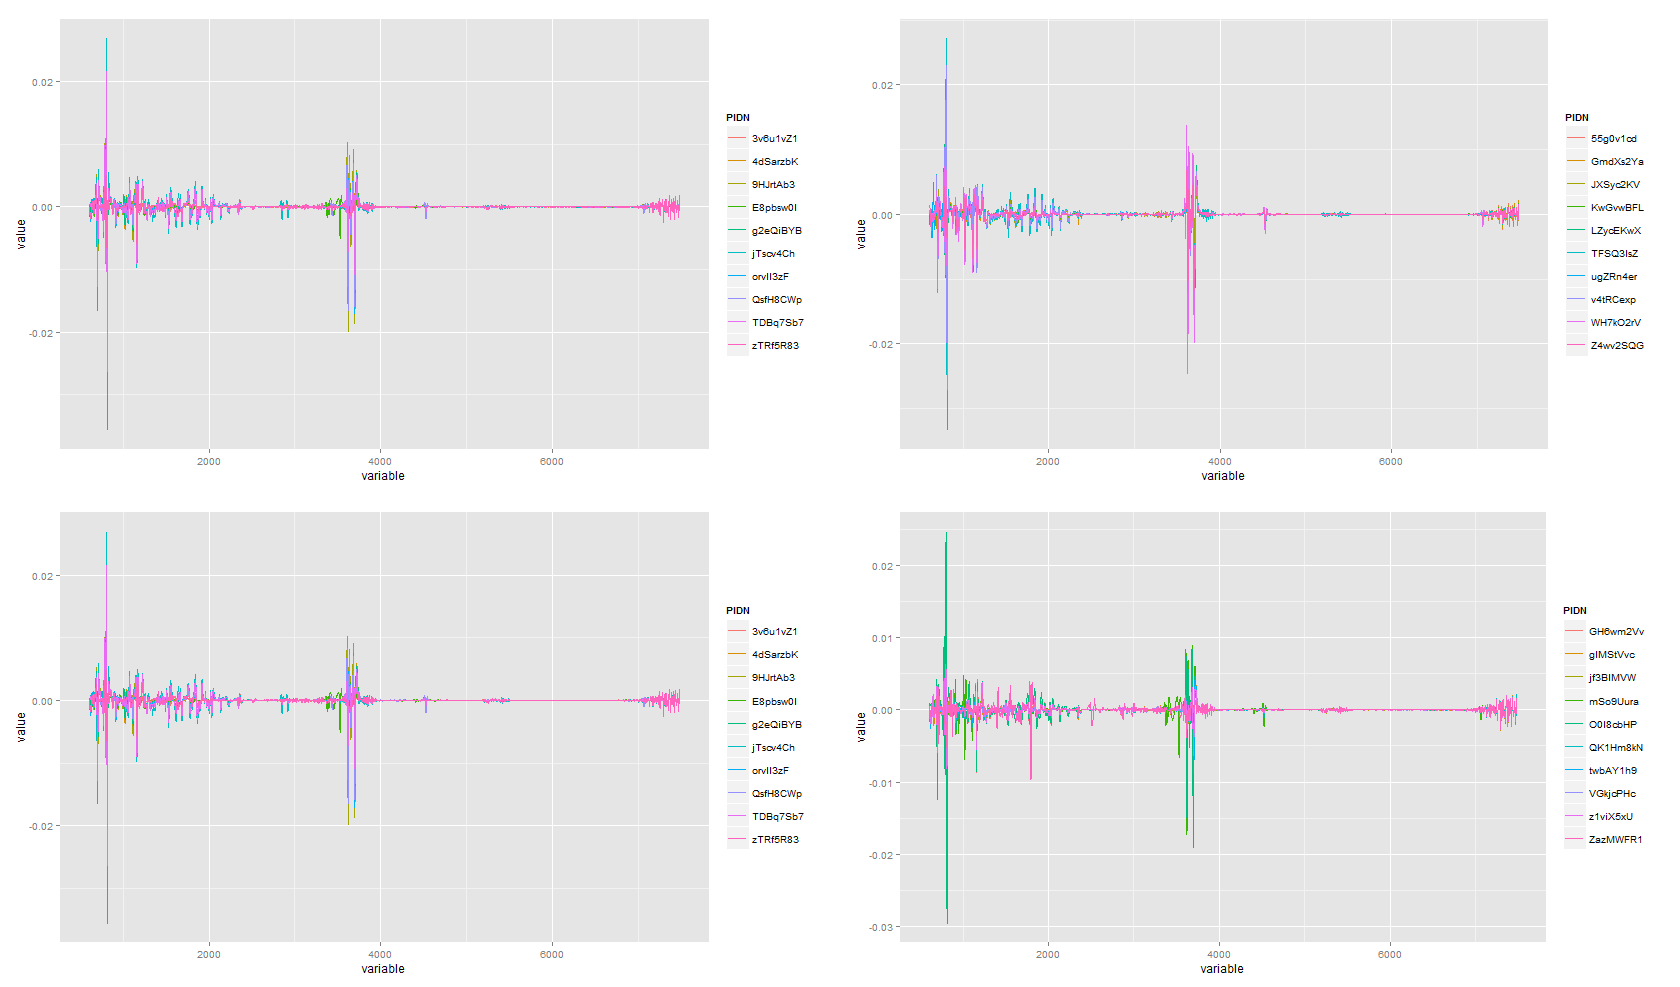 0.02
0.00
-0.02
value
2000
4000
6000
variable
PIDN
3v6u1vZ1
4dSarzbK
9HJrtAb3
E8pbsw0I
g2eQiBYB
jTscv4Ch
orvII3zF
QsfH8CWp
TDBq7Sb7
zTRf5R83
0.02
0.00
-0.02
value
2000
4000
6000
variable
PIDN
55g0v1cd
GmdXs2Ya
JXSyc2KV
KwGvwBFL
LZycEKwX
TFSQ3IsZ
ugZRn4er
v4tRCexp
WH7kO2rV
Z4wv2SQG
0.02
0.00
-0.02
value
2000
4000
6000
variable
PIDN
3v6u1vZ1
4dSarzbK
9HJrtAb3
E8pbsw0I
g2eQiBYB
jTscv4Ch
orvII3zF
QsfH8CWp
TDBq7Sb7
zTRf5R83
0.02
0.01
0.00
-0.01
-0.02
-0.03
value
2000
4000
6000
variable
PIDN
GH6wm2Vv
gIMStVvc
jf3BIMVW
mSo9Uura
O0I8cbHP
QK1Hm8kN
twbAY1h9
VGkjcPHc
z1viX5xU
ZazMWFR1